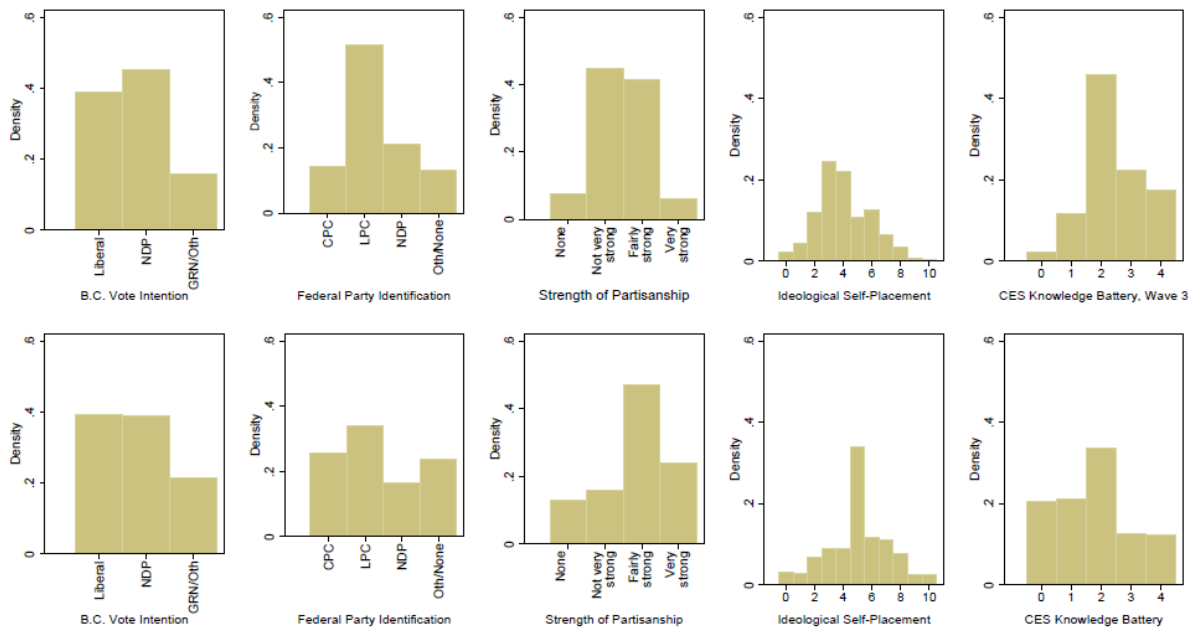 .6
.4
.2
0
Density
Liberal
NDP
GRN/Oth
B.C. Vote Intention
.6
.4
.2
0
Density
CPC
LPC
NDP
Oth/None
Federal Party Identification
.6
.4
.2
0
Density
None
Not very
strong
Fairly
strong
Very
strong
Strength of Partisanship
.6
.4
.2
0
Density
0 2 4 6 8 10
Ideological Self-Placement
.6
.4
.2
0
Density
0 1 2 3 4
CES Knowledge Battery, Wave 3
.6
.4
.2
0
Density
Liberal
NDP
GRN/Oth
B.C. Vote Intention
.6
.4
.2
0
Density
CPC
LPC
NDP
Oth/None
Federal Party Identification
.6
.4
.2
0
Density
None
Not very
strong
Fairly
strong
Very
strong
Strength of Partisanship
.6
.4
.2
0
Density
0 2 4 6 8 10
Ideological Self-Placement
.6
.4
.2
0
Density
0 1 2 3 4
CES Knowledge Battery